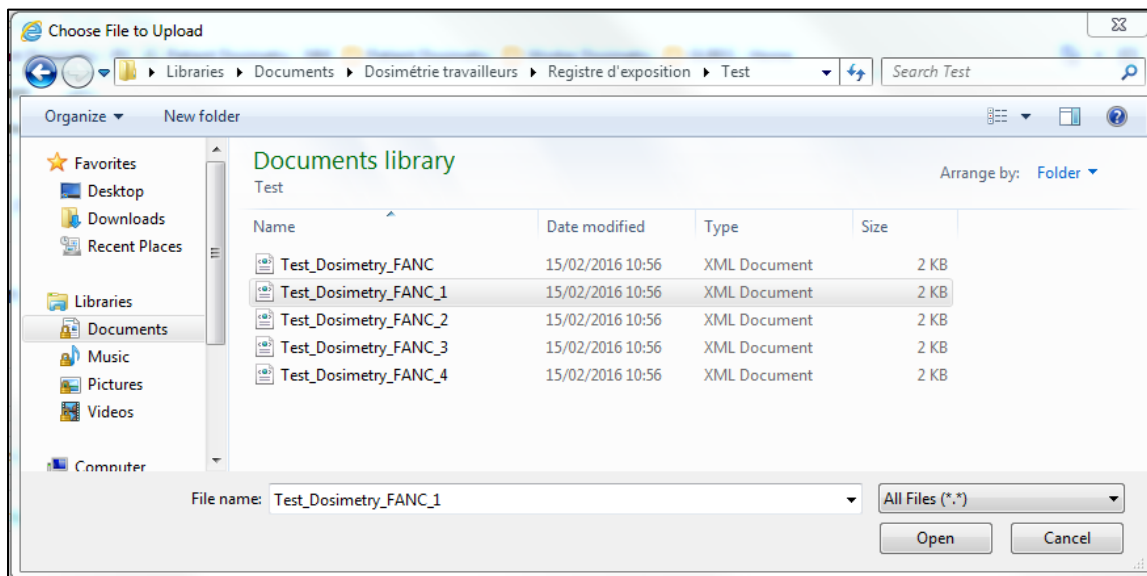 Choose File to Upload
Libraries Documents Dosimétrie travailleurs Registre d'exposition Test Search Test
Organize New folder
Favorites
Desktop
Downloads
Recent Places
Libraries
Documents
Music
Pictures
Videos
Computer
Documents library
Test
Arrange by: Folder
Name Date modified Type Size
Test_Dosimetry_FANC 15/02/2016 10:56 XML Document 2 KB
Test_Dosimetry_FANC_1 15/02/2016 10:56 XML Document 2 KB
Test_Dosimetry_FANC_2 15/02/2016 10:56 XML Document 2 KB
Test_Dosimetry_FANC_3 15/02/2016 10:56 XML Document 2 KB
Test_Dosimetry_FANC_4 15/02/2016 10:56 XML Document 2 KB
File name: Test_Dosimetry_FANC_1 All Files (*.*)
Open Cancel